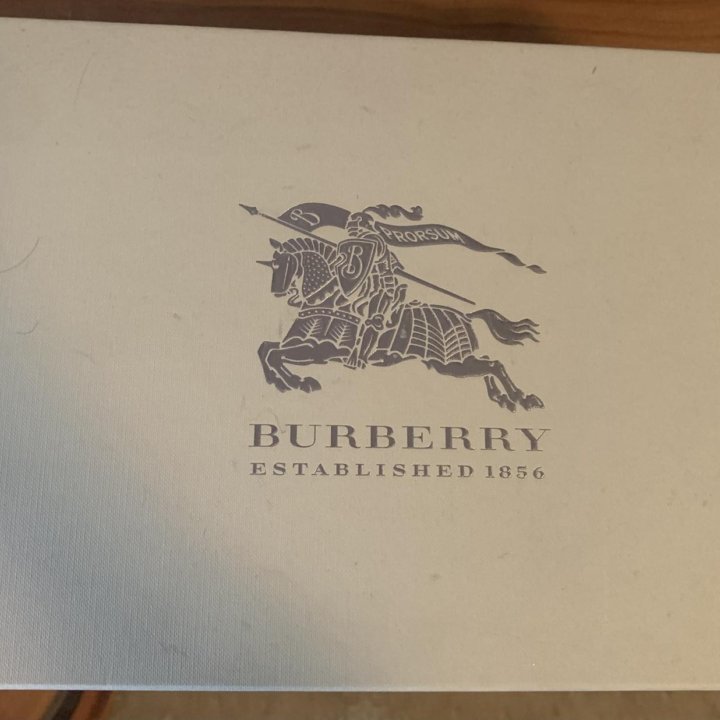 B
PRORSUM
B
BURBERRY
ESTABLISHED 1856